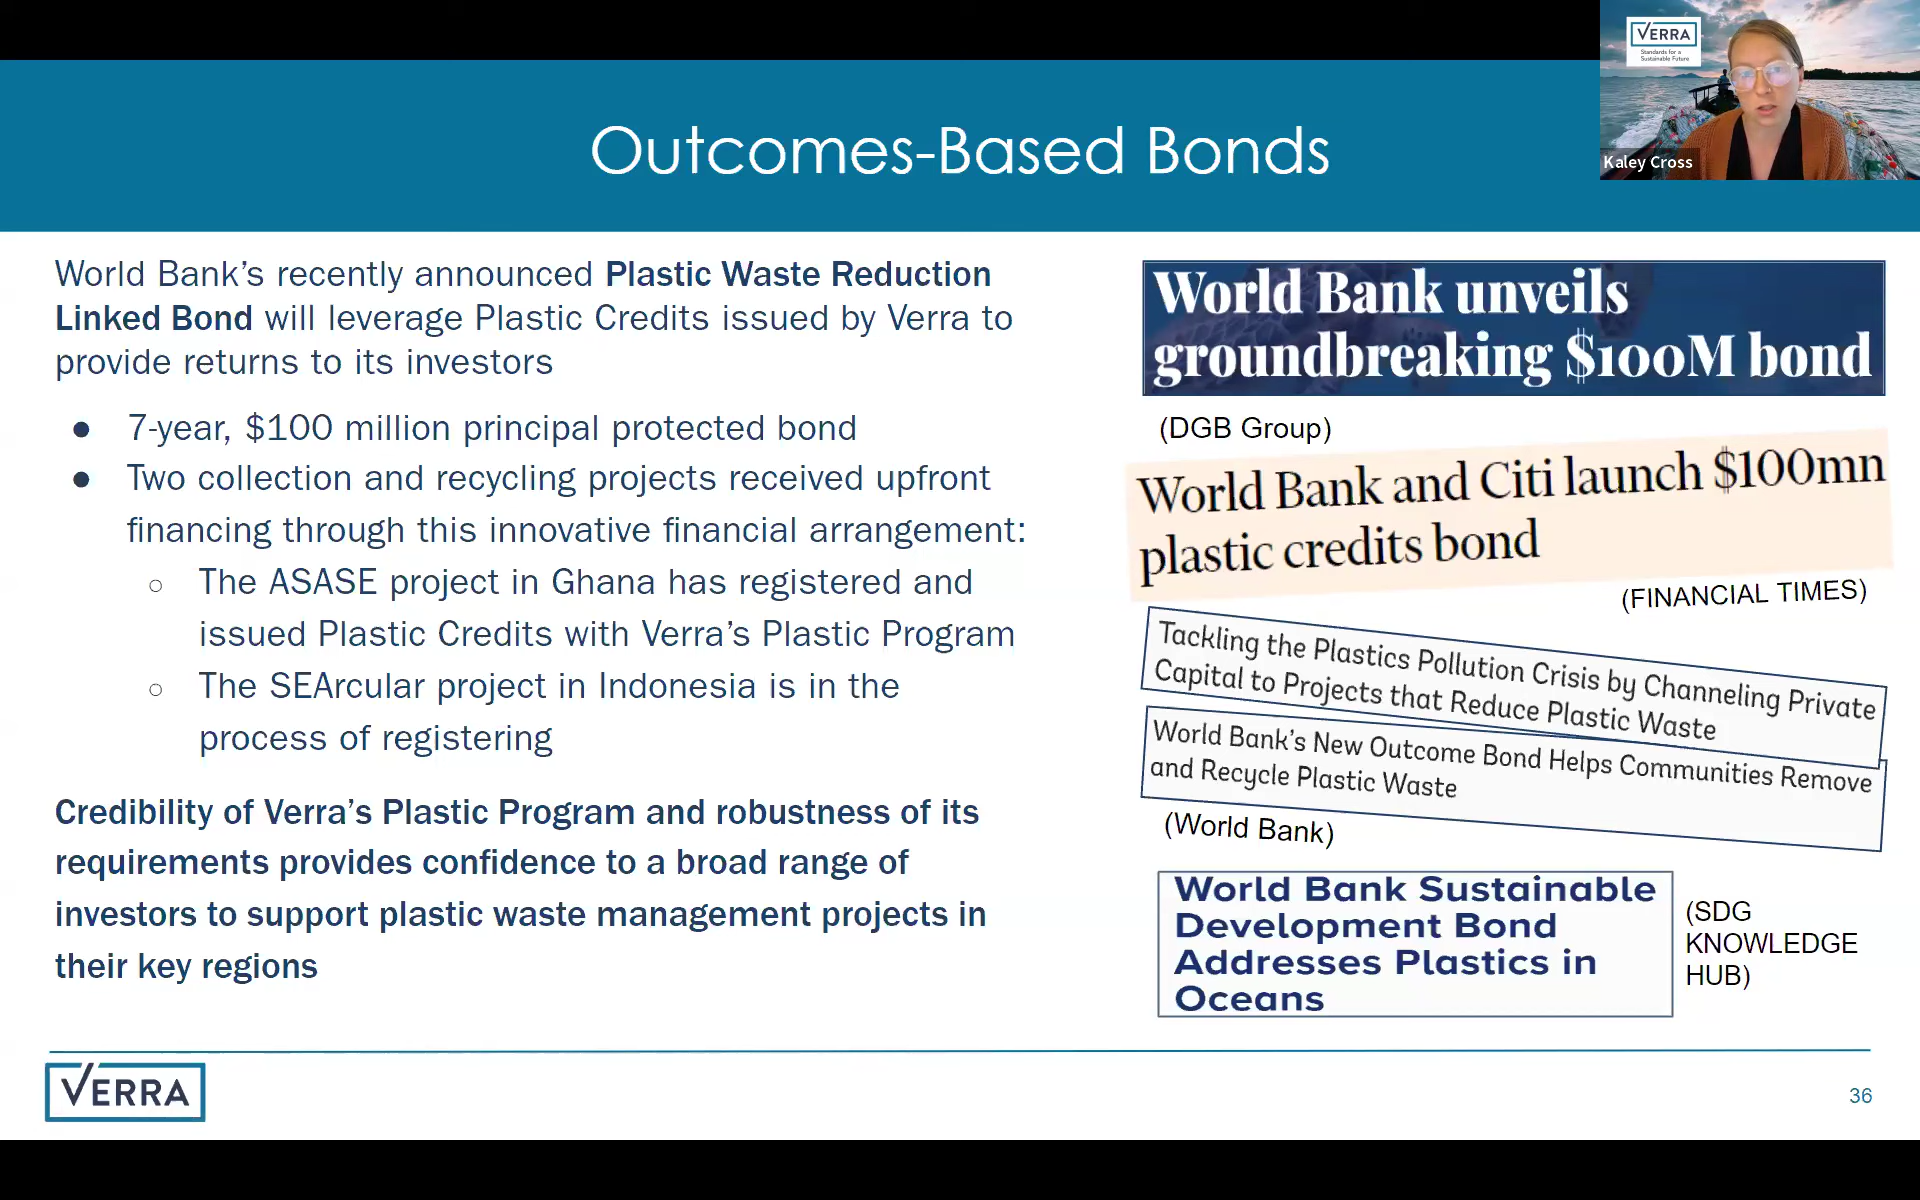 VERRA
Standards for a
Sustainable Future
Kaley Cross
Outcomes-Based Bonds
World Bank’s recently announced Plastic Waste Reduction
Linked Bond will leverage Plastic Credits issued by Verra to
provide returns to its investors
● 7-year, $100 million principal protected bond
● Two collection and recycling projects received upfront
financing through this innovative financial arrangement:
○ The ASASE project in Ghana has registered and
issued Plastic Credits with Verra’s Plastic Program
○ The SEArcular project in Indonesia is in the
process of registering
Credibility of Verra’s Plastic Program and robustness of its
requirements provides confidence to a broad range of
investors to support plastic waste management projects in
their key regions
World Bank unveils
groundbreaking $100M bond
(DGB Group)
World Bank and Citi launch $100mn
plastic credits bond
(FINANCIAL TIMES)
Tackling the Plastics Pollution Crisis by Channeling Private
Capital to Projects that Reduce Plastic Waste
World Bank’s New Outcome Bond Helps Communities Remove
and Recycle Plastic Waste
(World Bank)
World Bank Sustainable
Development Bond
Addresses Plastics in
Oceans
(SDG
KNOWLEDGE
HUB)
VERRA
36